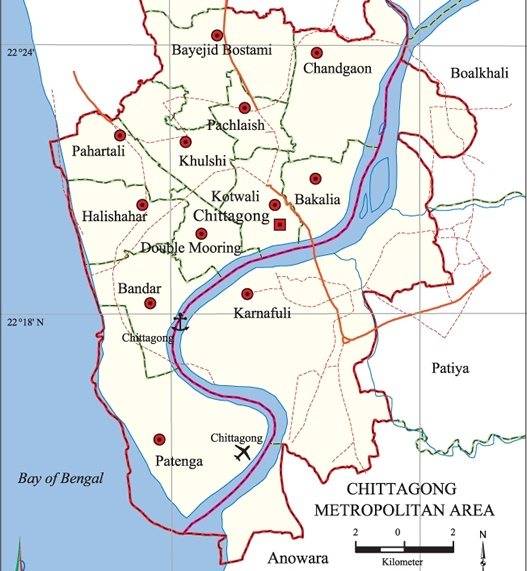 22°24'
Bayejid Bostami
Chandgaon
Boalkhali
Pachlaish
Pahartali
Khulshi
Kotwali
Bakalia
Halishahar
Chittagong
Double Mooring
Bandar
Karnafuli
22°18' N
Chittagong
Patiya
Chittagong
Patenga
Bay of Bengal
CHITTAGONG
METROPOLITAN AREA
2 0 2
Kilometer
N
Anowara